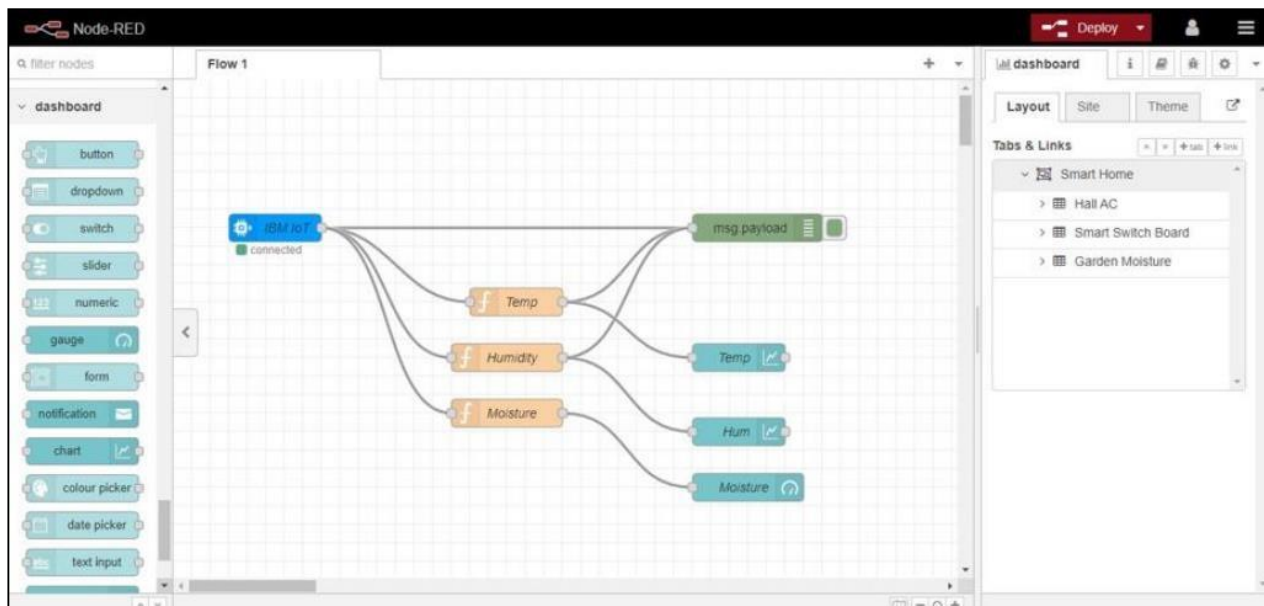 Node-RED
Deploy
filter nodes
Flow 1
dashboard
i
dashboard
button
dropdown
switch
slider
numeric
gauge
form
notification
chart
colour picker
date picker
text input
IBM IoT
connected
Temp
Humidity
Moisture
msg.payload
Temp
Hum
Moisture
Layout
Site
Theme
Tabs & Links
+ tab
+ link
Smart Home
Hall AC
Smart Switch Board
Garden Moisture